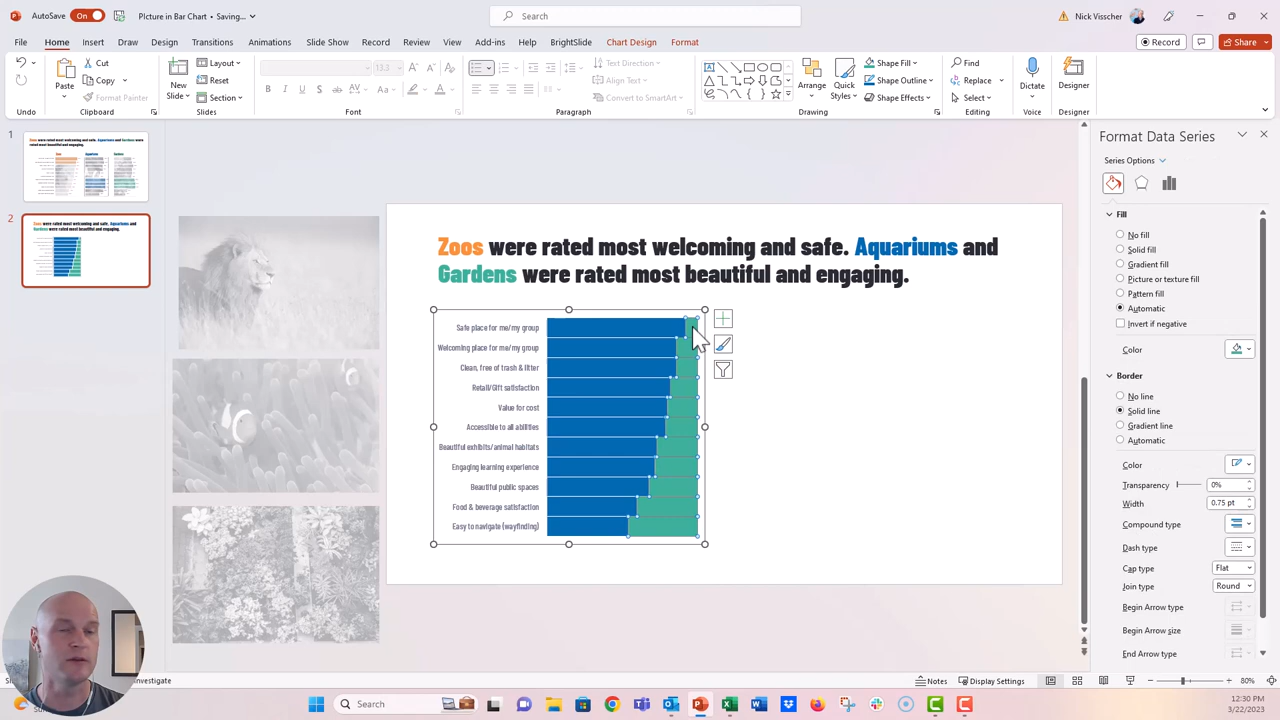 AutoSave On Picture in Bar Chart • Saving... Search Nick Visscher
File Home Insert Draw Design Transitions Animations Slide Show Record Review View Add-ins Help BrightSlide Chart Design Format Record Share
Paste Cut Copy Format Painter New Slide Layout Reset Section 13.3 Text Direction Align Text Convert to SmartArt Arrange Quick Styles Shape Fill Shape Outline Shape Effects Find Replace Select Dictate Designer
Undo Clipboard Slides Font Paragraph Drawing Editing Voice Designer
1
2
Zoos were rated most welcoming and safe. Aquariums and
Gardens were rated most beautiful and engaging.
Safe place for me/my group
Welcoming place for me/my group
Clean, free of trash & litter
Retail/Gift satisfaction
Value for cost
Accessible to all abilities
Beautiful exhibits/animal habitats
Engaging learning experience
Beautiful public spaces
Food & beverage satisfaction
Easy to navigate (wayfinding)
Format Data Series
Series Options
Fill
No fill
Solid fill
Gradient fill
Picture or texture fill
Pattern fill
Automatic
Invert if negative
Color
Border
No line
Solid line
Gradient line
Automatic
Color
Transparency 0%
Width 0.75 pt
Compound type
Dash type
Cap type Flat
Join type Round
Begin Arrow type
Begin Arrow size
End Arrow type
Notes Display Settings 80%
Search
12:30 PM
3/22/2023